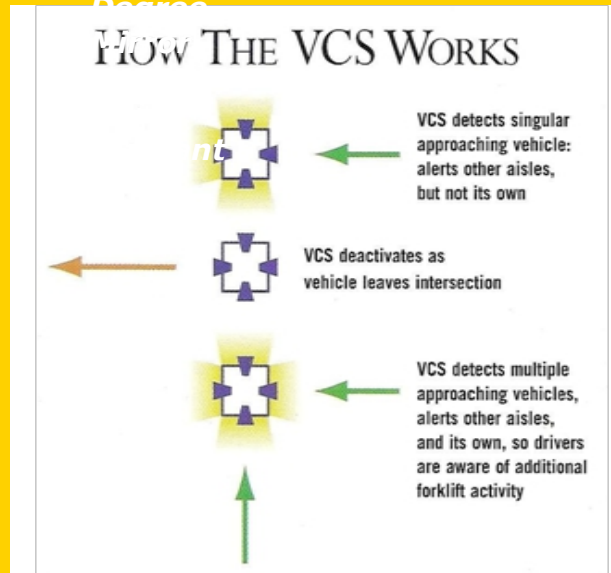 Degree
Mirror
HOW THE VCS WORKS
VCS detects singular
approaching vehicle:
alerts other aisles,
but not its own
VCS deactivates as
vehicle leaves intersection
VCS detects multiple
approaching vehicles,
alerts other aisles,
and its own, so drivers
are aware of additional
forklift activity